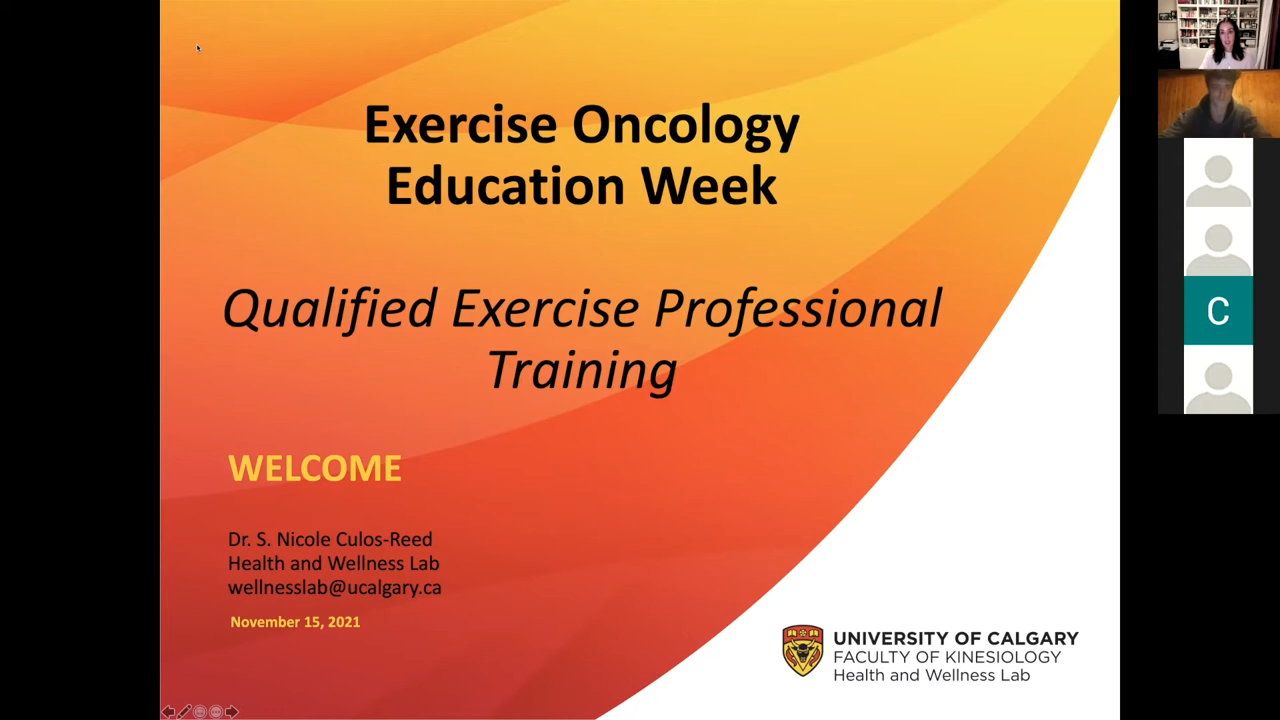 Exercise Oncology
Education Week
Qualified Exercise Professional
Training
WELCOME
Dr. S. Nicole Culos-Reed
Health and Wellness Lab
wellnesslab@ucalgary.ca
November 15, 2021
UNIVERSITY OF CALGARY
FACULTY OF KINESIOLOGY
Health and Wellness Lab
C